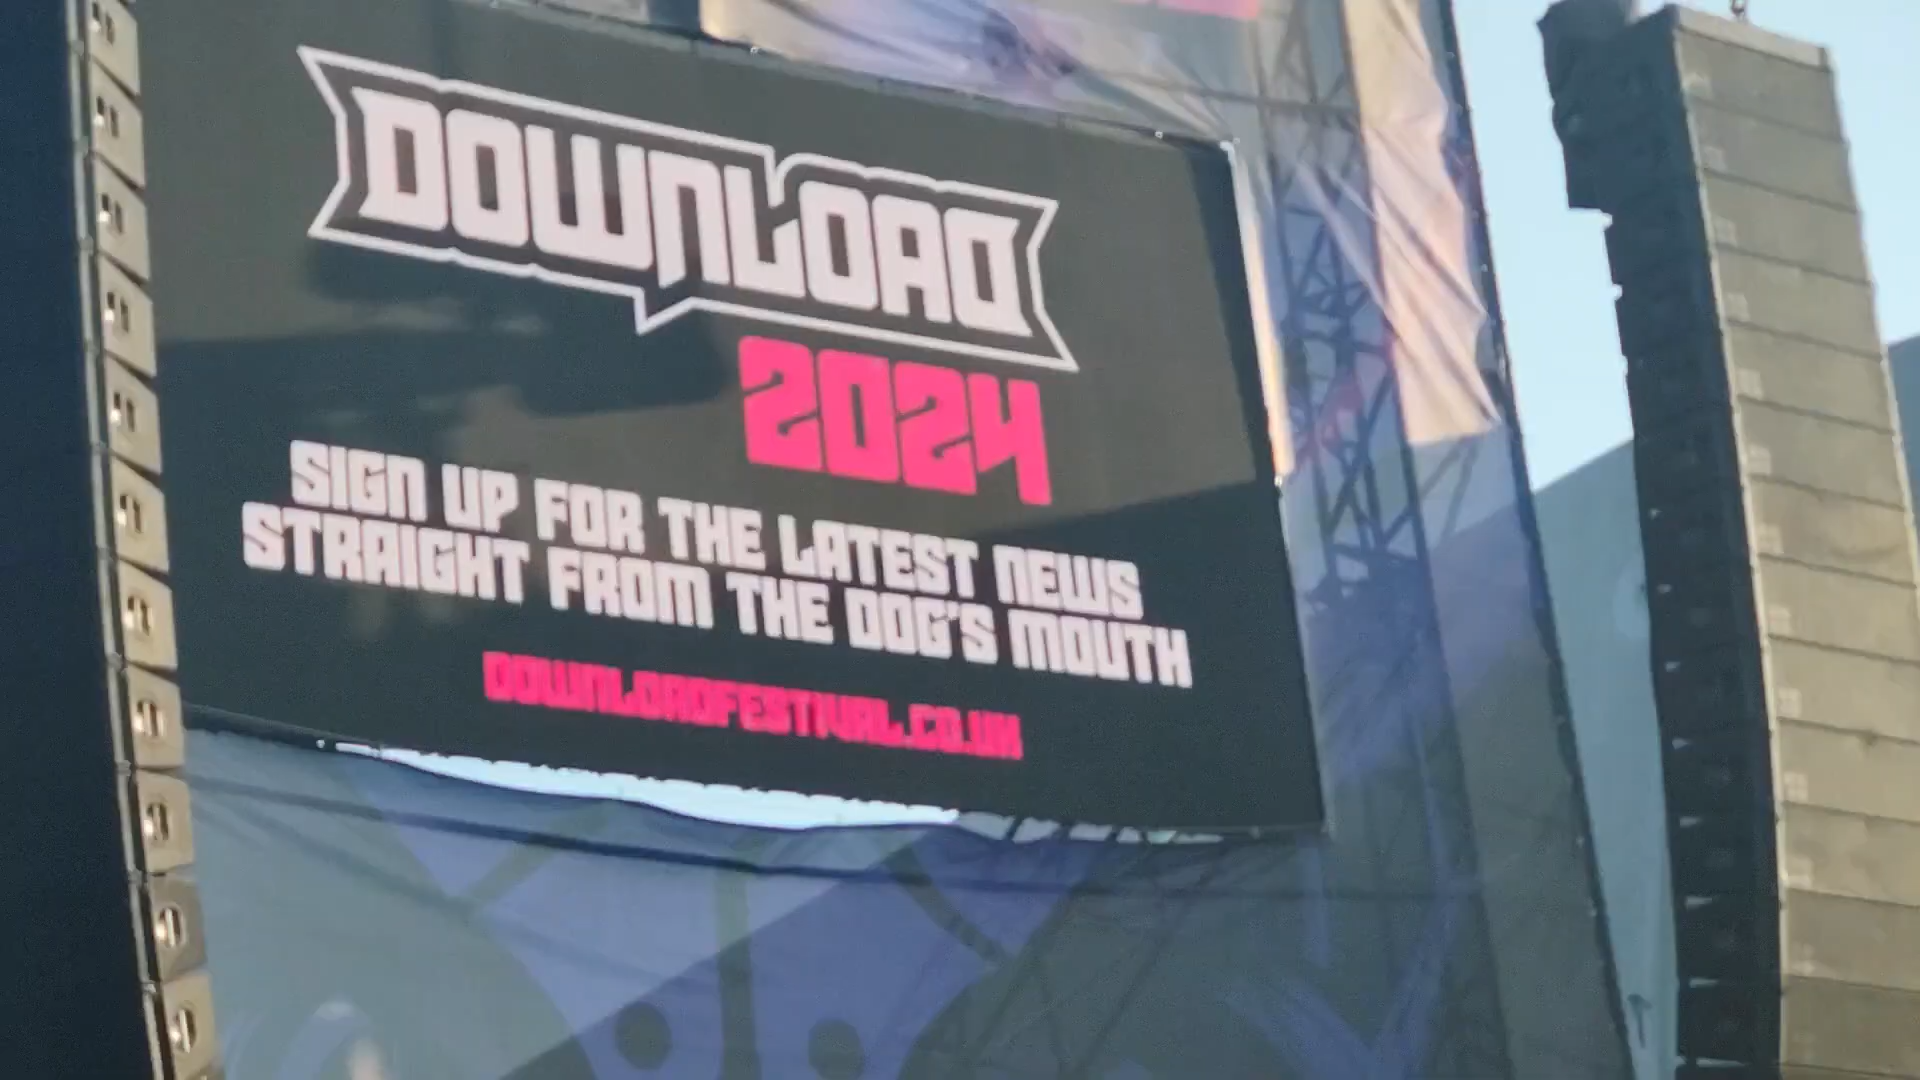 DOWNLOAD
2024
SIGN UP FOR THE LATEST NEWS
STRAIGHT FROM THE DOG'S MOUTH
DOWNLOADFESTIVAL.CO.UK